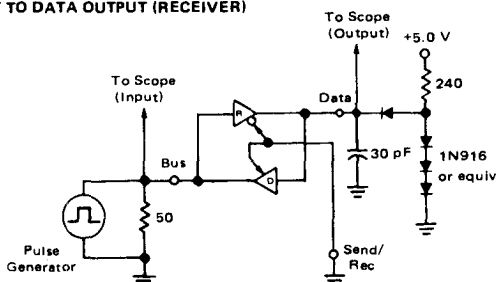 T TO DATA OUTPUT (RECEIVER)
To Scope
(Output)
+5.0 V
240
To Scope
(Input)
Data
R
30 pF
1N916
or equiv
Bus
D
50
Pulse
Generator
Send/
Rec